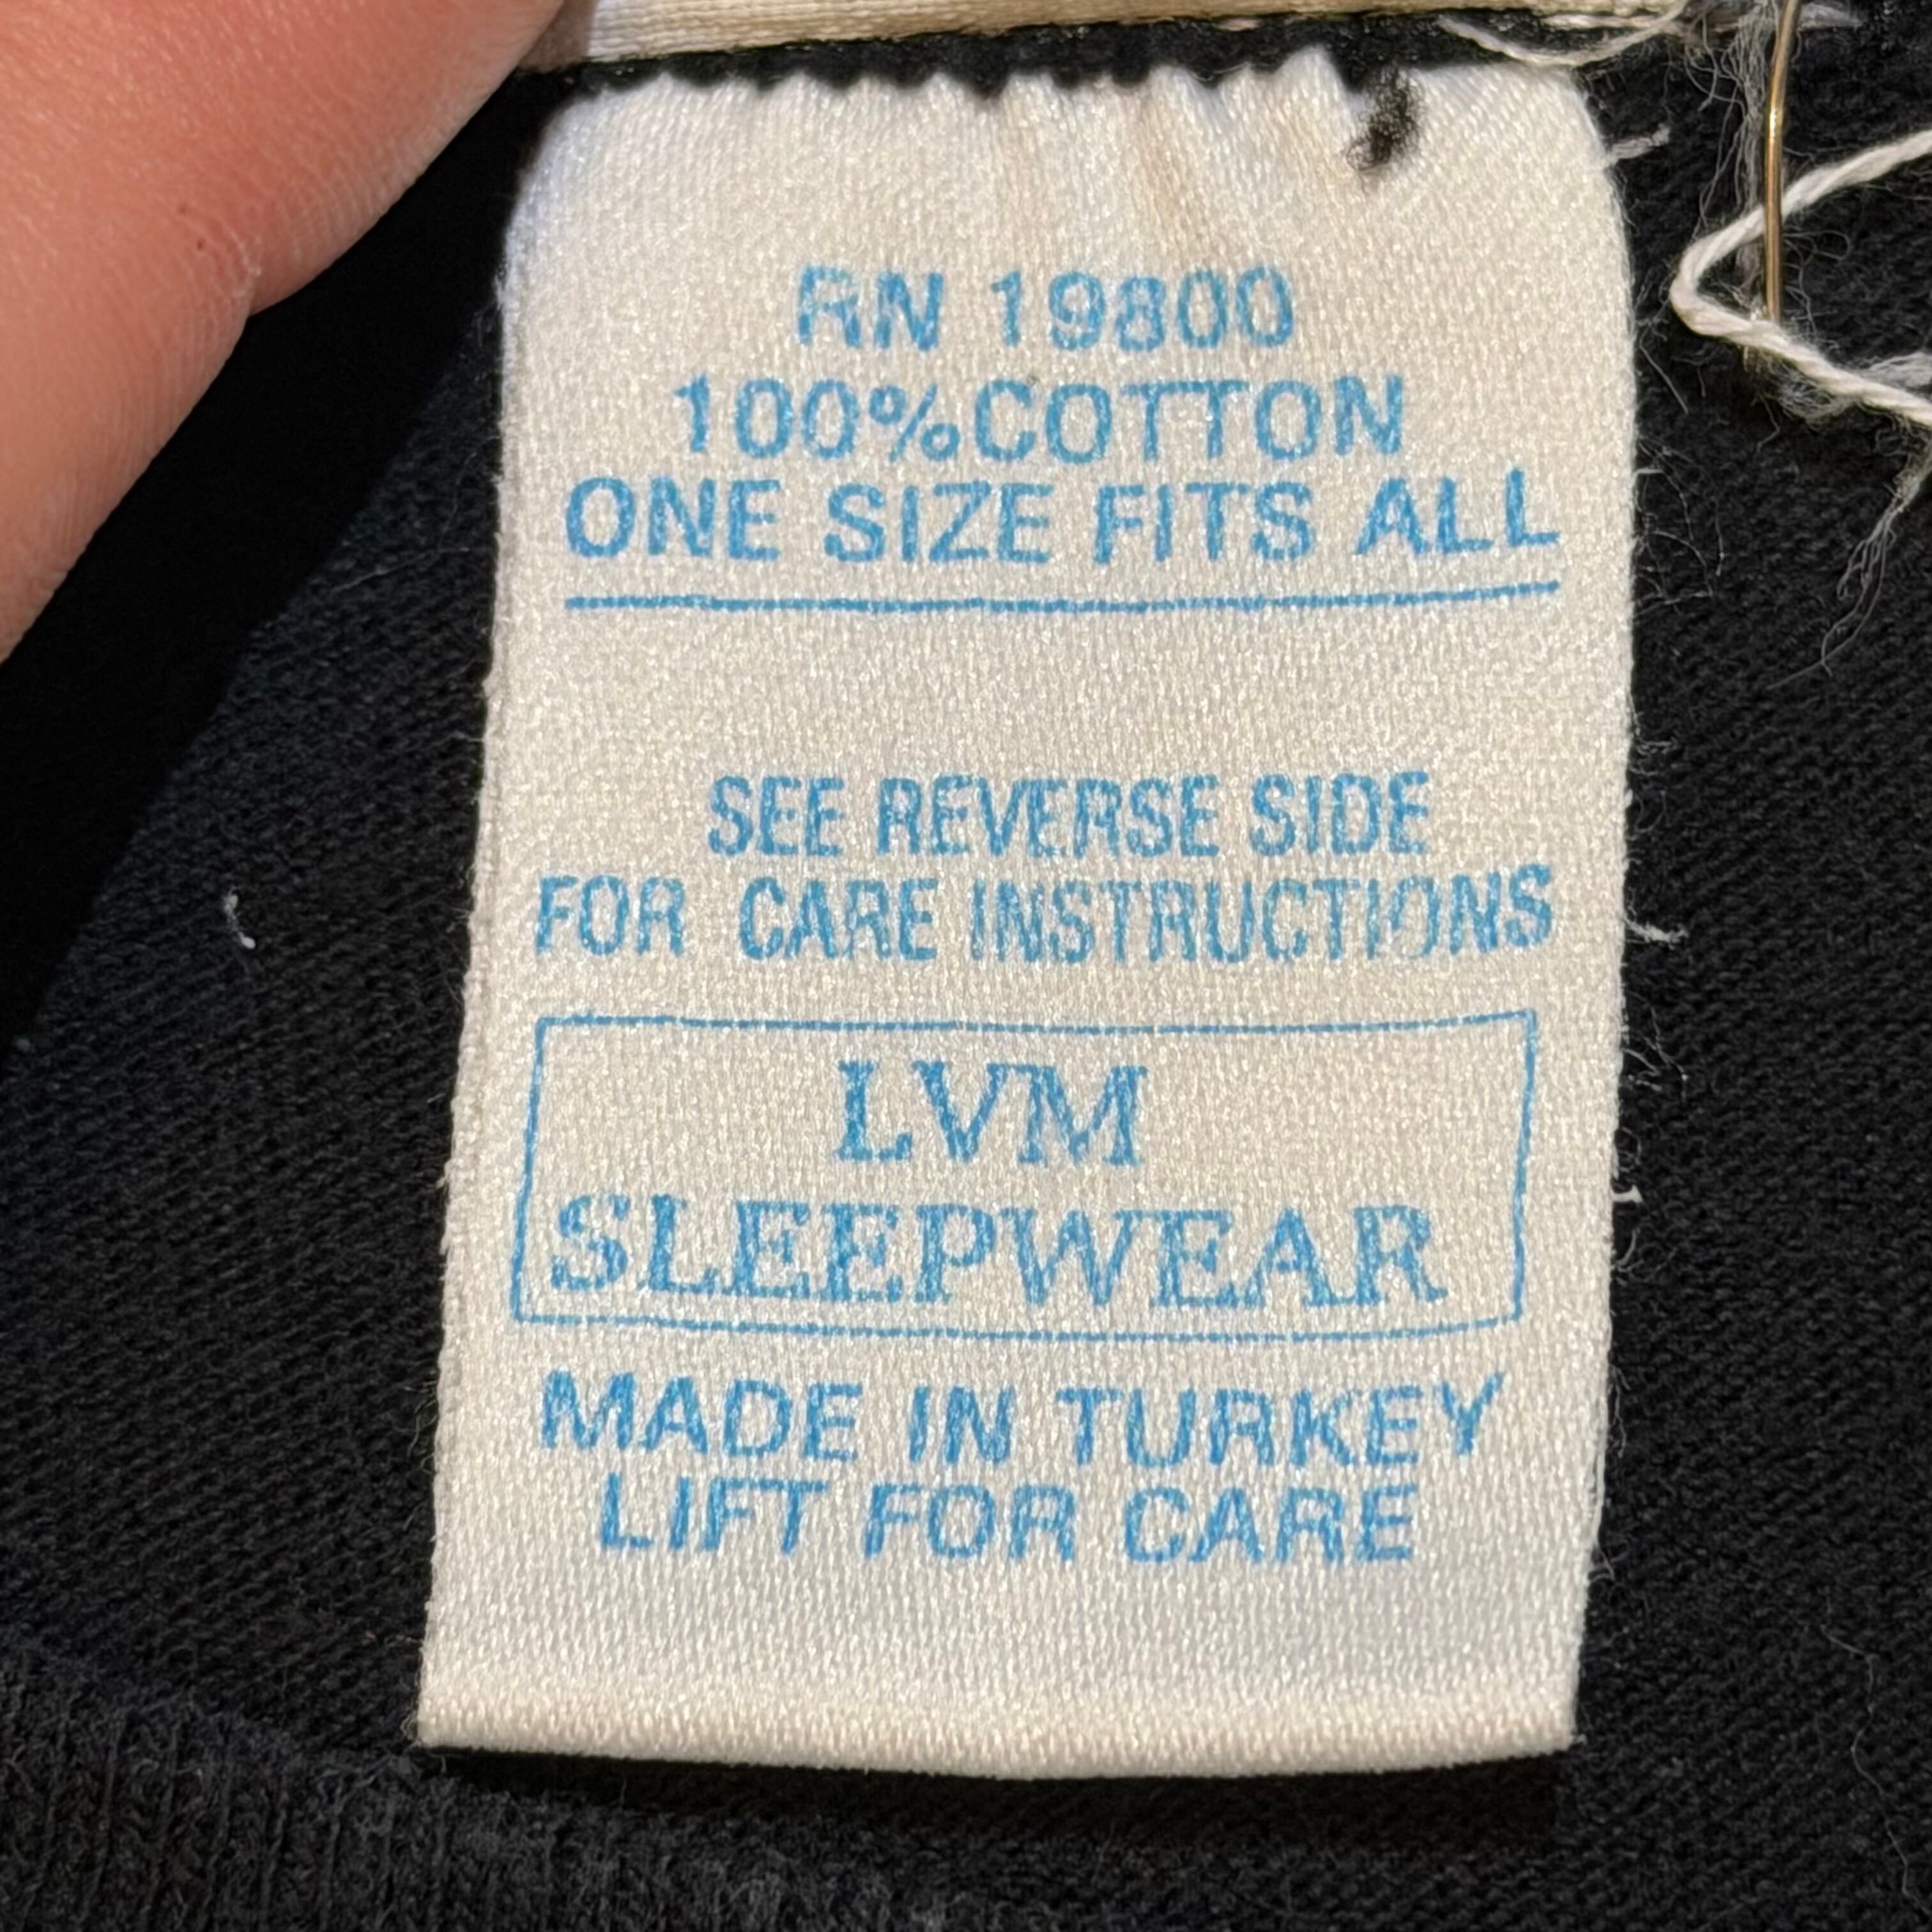 RN 19800
100%COTTON
ONE SIZE FITS ALL
SEE REVERSE SIDE
FOR CARE INSTRUCTIONS
LVM
SLEEPWEAR
MADE IN TURKEY
LIFT FOR CARE